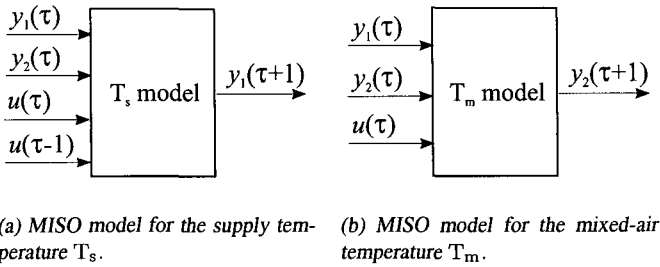 y₁(τ)
y₂(τ)
u(τ)
u(τ-1)
Tₛ model
y₁(τ+1)
y₁(τ)
y₂(τ)
u(τ)
Tₘ model
y₂(τ+1)
(a) MISO model for the supply tem-
perature Tₛ.
(b) MISO model for the mixed-air
temperature Tₘ.